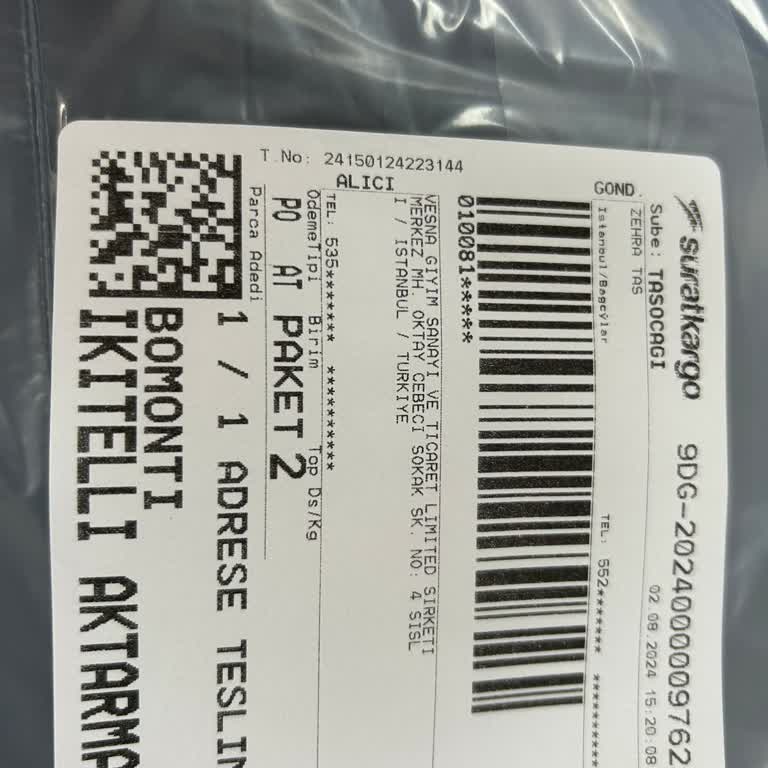 suratkargo 9DG-20240000009762
Sube: TASOCAGI 02.08.2024 15:20:08
ZEHRA TAS
GOND.
Istanbul/Bagcýlar TEL: 552******* **********
010081*****
VESNA GIYIM SANAYI VE TICARET LIMITED SIRKETI
MERKEZ MH. OKTAY CEBECI SOKAK SK. NO: 4 SISL
I / ISTANBUL / TURKIYE
ALICI
T.No: 24150124223144
TEL: 535******* **********
OdemeTipi Birim Top Ds/Kg
PO AT PAKET 2
Parca Adedi
1 / 1 ADRESE TESLIM
BOMONTI
IKITELLI AKTARMA